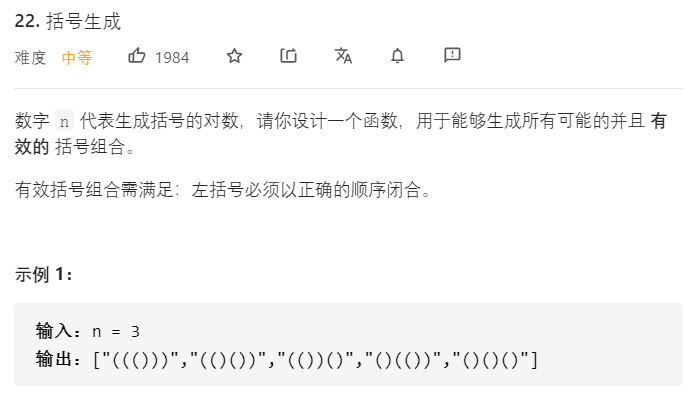 22. 括号生成
难度 中等 1984
数字 n 代表生成括号的对数，请你设计一个函数，用于能够生成所有可能的并且 有
效的 括号组合。
有效括号组合需满足：左括号必须以正确的顺序闭合。
示例 1：
输入：n = 3
输出：["((()))","(()())","(())()","()(())","()()()"]